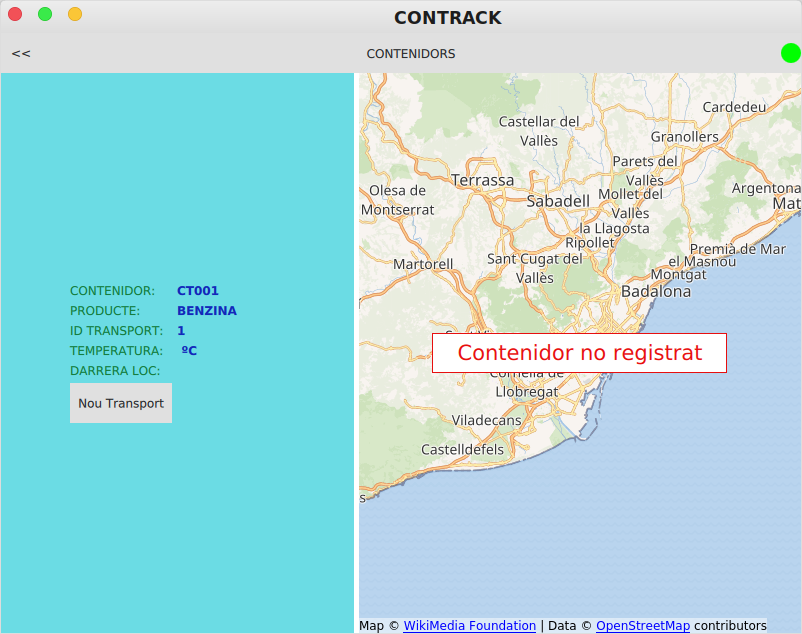 CONTRACK
<<
CONTENIDORS
CONTENIDOR: CT001
PRODUCTE: BENZINA
ID TRANSPORT: 1
TEMPERATURA: ºC
DARRERA LOC:
Nou Transport
Cardedeu
Castellar del
Vallès
Granollers
Parets del
Vallès
Terrassa
Olesa de
Montserrat
Sabadell
Mollet del
Vallès
Argentona
Mat
la Llagosta
Ripollet
Premià de Mar
el Masnou
Sant Cugat del
Vallès
Martorell
Montgat
Badalona
Contenidor no registrat
Cornellà de
Llobregat
Viladecans
Castelldefels
s
Map © WikiMedia Foundation | Data © OpenStreetMap contributors